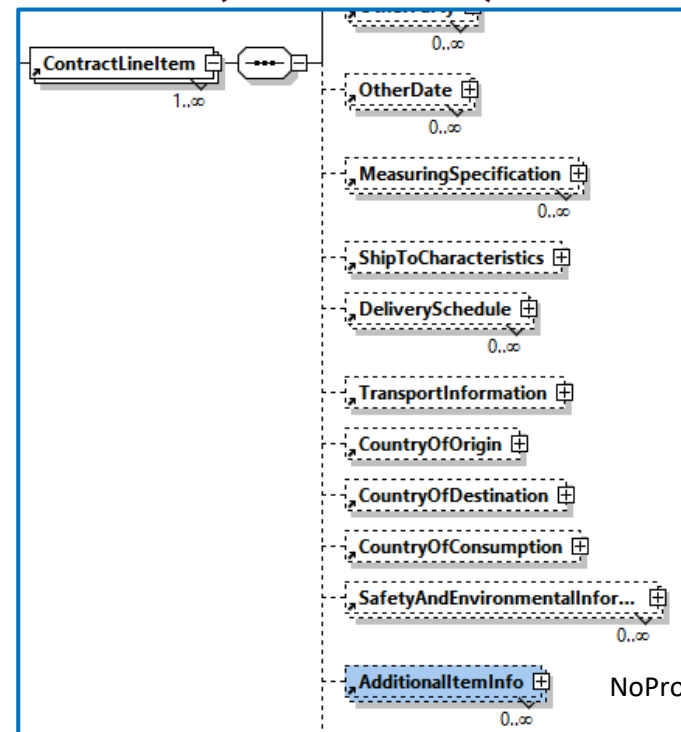 0..∞
ContractLineItem
1..∞
OtherDate
0..∞
MeasuringSpecification
0..∞
ShipToCharacteristics
DeliverySchedule
0..∞
TransportInformation
CountryOfOrigin
CountryOfDestination
CountryOfConsumption
SafetyAndEnvironmentalInfor...
0..∞
AdditionalItemInfo NoPro
0..∞